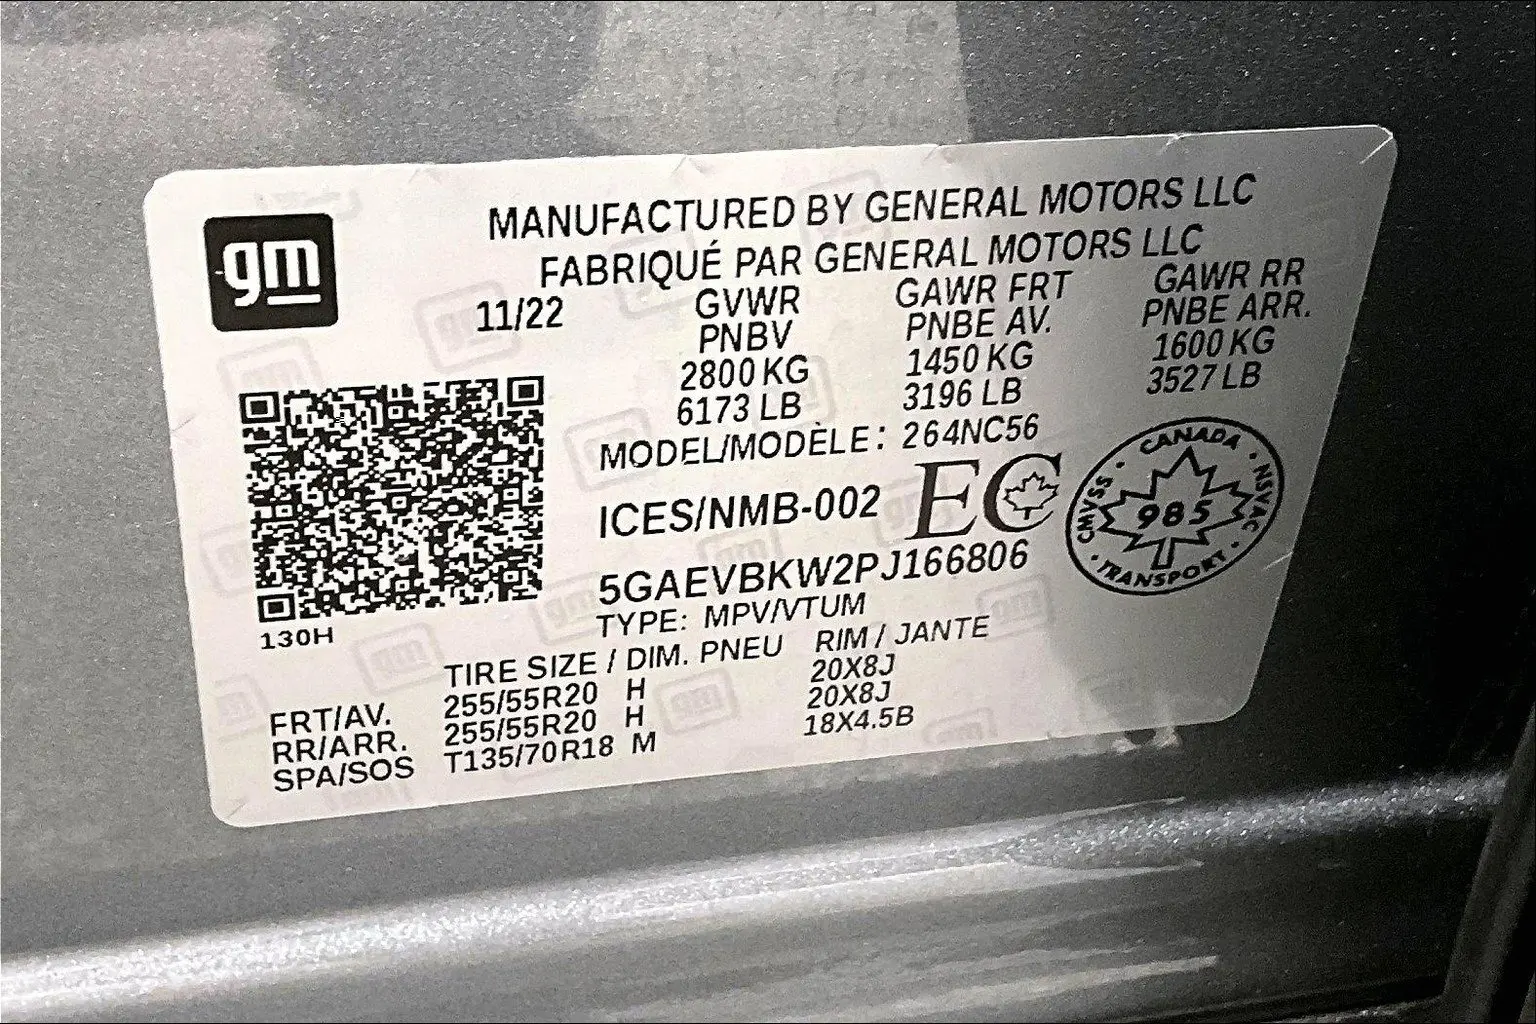 gm
MANUFACTURED BY GENERAL MOTORS LLC
FABRIQUÉ PAR GENERAL MOTORS LLC
11/22 GVWR GAWR FRT GAWR RR
PNBV PNBE AV. PNBE ARR.
2800 KG 1450 KG 1600 KG
6173 LB 3196 LB 3527 LB
MODEL/MODÈLE: 264NC56
ICES/NMB-002 EC
CANADA
CMVSS 985 NSVAC
TRANSPORT
5GAEVBKW2PJ166806
130H
TYPE: MPV/VTUM
TIRE SIZE / DIM. PNEU RIM / JANTE
FRT/AV. 255/55R20 H 20X8J
RR/ARR. 255/55R20 H 20X8J
SPA/SOS T135/70R18 M 18X4.5B